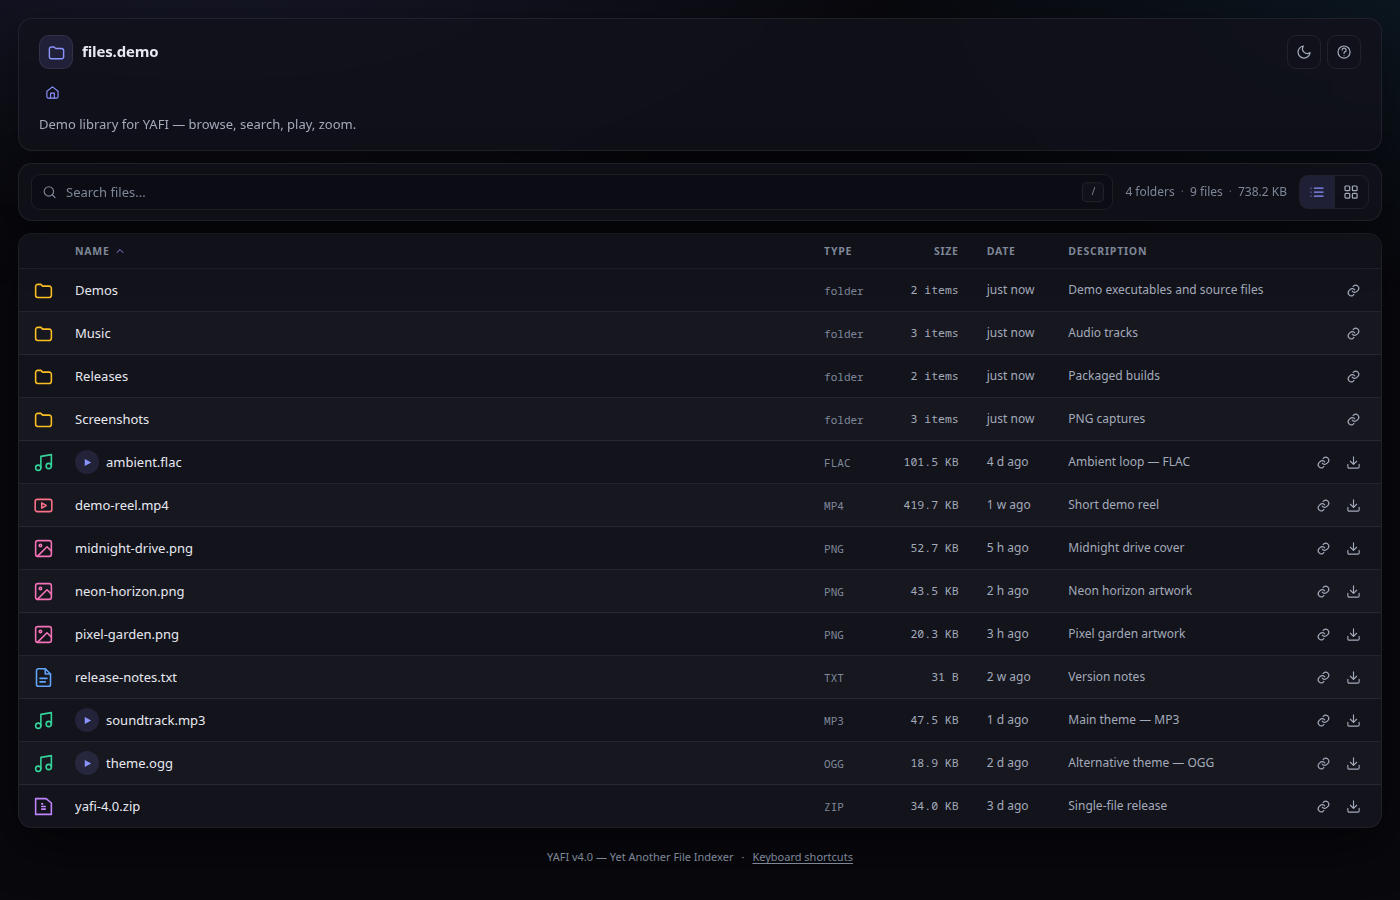 files.demo
Demo library for YAFI — browse, search, play, zoom.
Search files... / 4 folders · 9 files · 738.2 KB
NAME TYPE SIZE DATE DESCRIPTION
Demos folder 2 items just now Demo executables and source files
Music folder 3 items just now Audio tracks
Releases folder 2 items just now Packaged builds
Screenshots folder 3 items just now PNG captures
ambient.flac FLAC 101.5 KB 4 d ago Ambient loop — FLAC
demo-reel.mp4 MP4 419.7 KB 1 w ago Short demo reel
midnight-drive.png PNG 52.7 KB 5 h ago Midnight drive cover
neon-horizon.png PNG 43.5 KB 2 h ago Neon horizon artwork
pixel-garden.png PNG 20.3 KB 3 h ago Pixel garden artwork
release-notes.txt TXT 31 B 2 w ago Version notes
soundtrack.mp3 MP3 47.5 KB 1 d ago Main theme — MP3
theme.ogg OGG 18.9 KB 2 d ago Alternative theme — OGG
yafi-4.0.zip ZIP 34.0 KB 3 d ago Single-file release
YAFI v4.0 — Yet Another File Indexer · Keyboard shortcuts